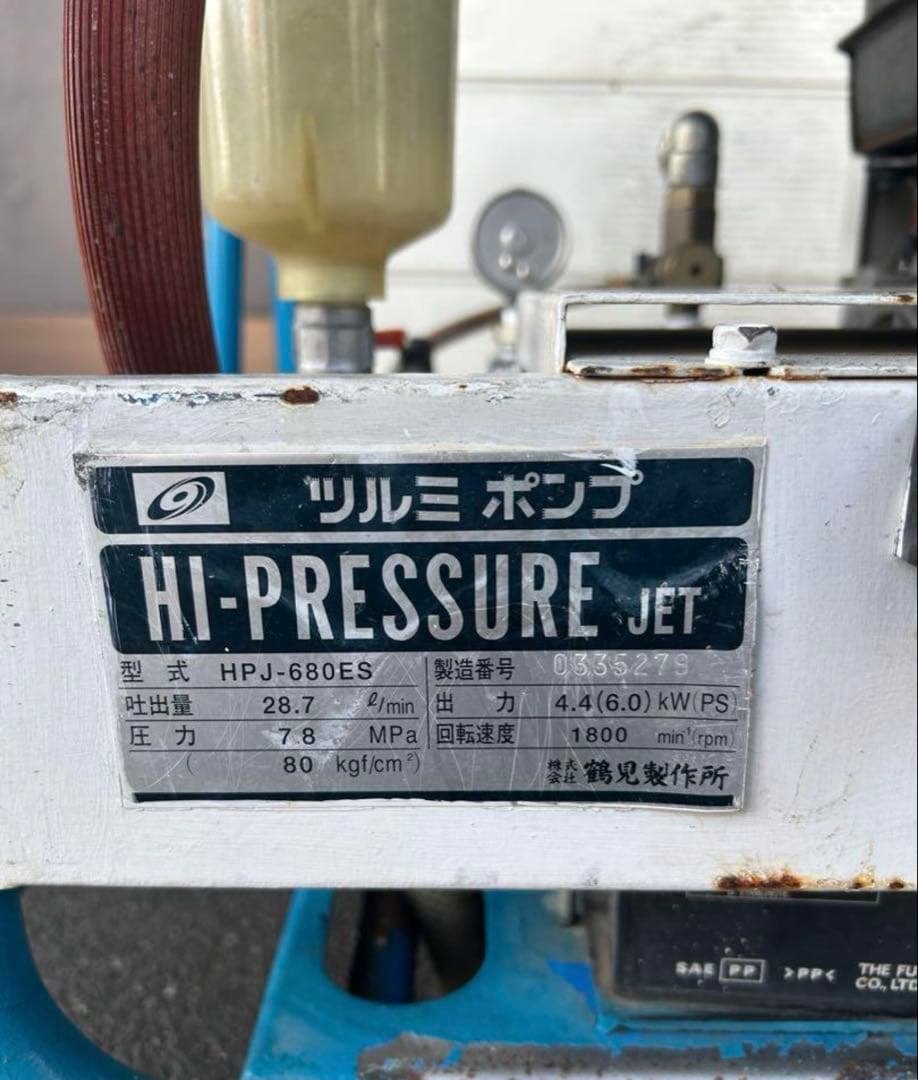 ツルミポンプ
HI-PRESSURE JET
型式 HPJ-680ES 製造番号 0335279
吐出量 28.7 ℓ/min 出力 4.4(6.0) kW(PS)
圧力 7.8 MPa 回転速度 1800 min⁻¹(rpm)
( 80 kgf/cm²) 株式会社 鶴見製作所
SAE PP >PP< THE FU
CO., LTD